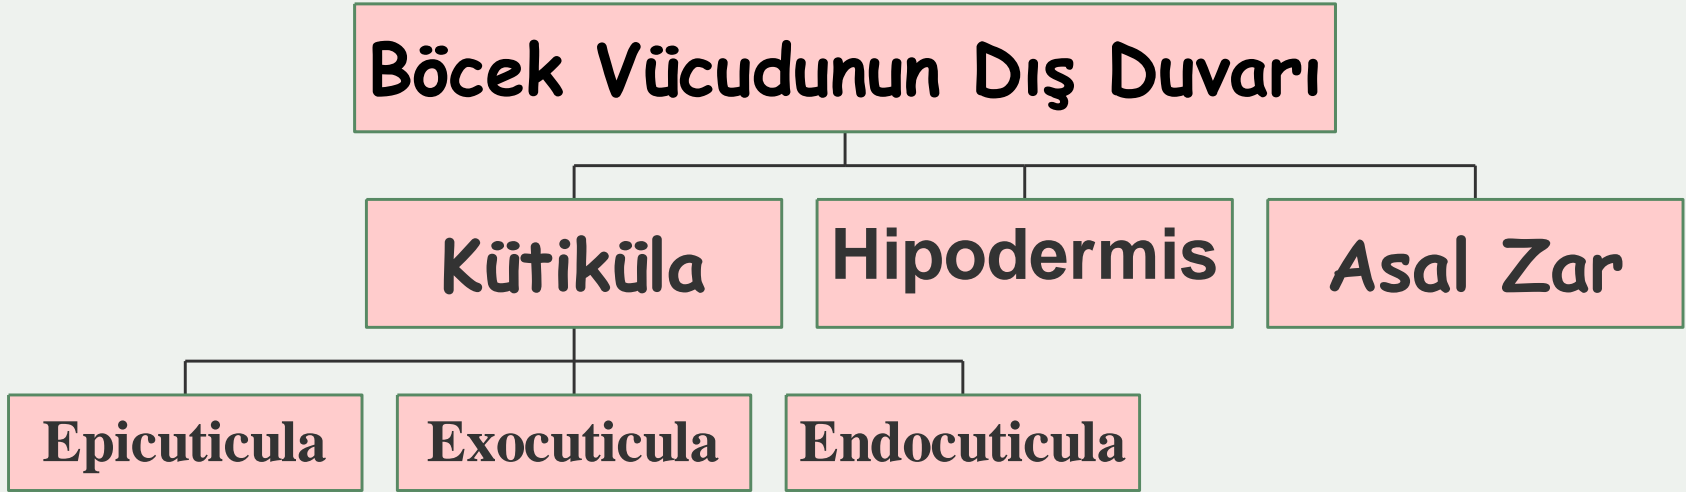 Böcek Vücudunun Dış Duvarı
Kütiküla
Hipodermis
Asal Zar
Epicuticula
Exocuticula
Endocuticula